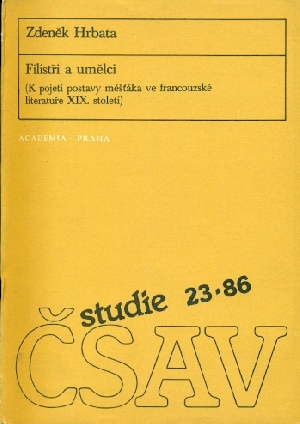 Zdeněk Hrbata
Filistři a umělci
(K pojetí postavy měšťáka ve francouzské
literatuře XIX. století)
ACADEMIA - PRAHA
studie 23·86
ČSAV